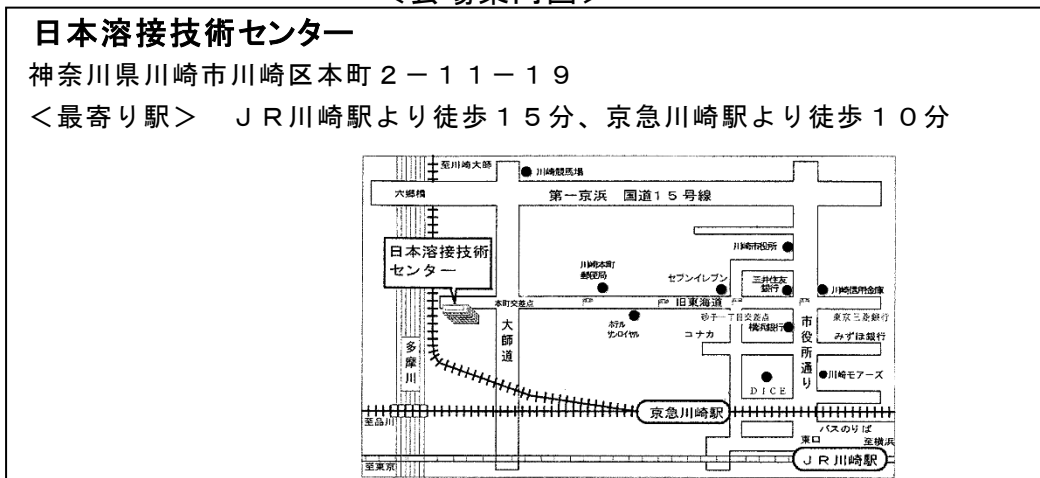 日本溶接技術センター
神奈川県川崎市川崎区本町２－１１－１９
＜最寄り駅＞　ＪＲ川崎駅より徒歩１５分、京急川崎駅より徒歩１０分
至川崎大師
川崎競馬場
六郷橋
第一京浜　国道15号線
川崎市役所
日本溶接技術
センター
川崎本町
郵便局
セブンイレブン
三井住友
銀行
川崎信用金庫
本町交差点
旧東海道
砂子一丁目交差点
ホテル
サンロイヤル
コナカ
横浜銀行
東京三菱銀行
みずほ銀行
大師道
市役所通り
多摩川
川崎モアーズ
ＤＩＣＥ
京急川崎駅
至品川
バスのりば
東口
至横浜
至東京
ＪＲ川崎駅